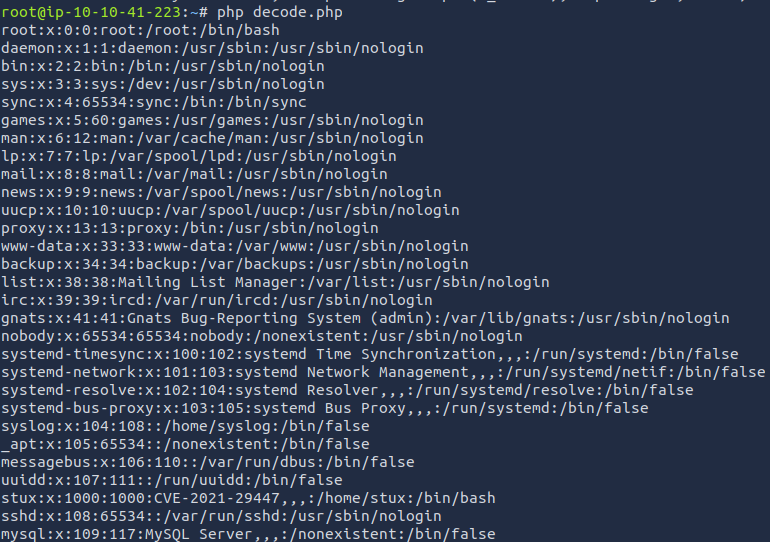 root@ip-10-10-41-223:~# php decode.php
root:x:0:0:root:/root:/bin/bash
daemon:x:1:1:daemon:/usr/sbin:/usr/sbin/nologin
bin:x:2:2:bin:/bin:/usr/sbin/nologin
sys:x:3:3:sys:/dev:/usr/sbin/nologin
sync:x:4:65534:sync:/bin:/bin/sync
games:x:5:60:games:/usr/games:/usr/sbin/nologin
man:x:6:12:man:/var/cache/man:/usr/sbin/nologin
lp:x:7:7:lp:/var/spool/lpd:/usr/sbin/nologin
mail:x:8:8:mail:/var/mail:/usr/sbin/nologin
news:x:9:9:news:/var/spool/news:/usr/sbin/nologin
uucp:x:10:10:uucp:/var/spool/uucp:/usr/sbin/nologin
proxy:x:13:13:proxy:/bin:/usr/sbin/nologin
www-data:x:33:33:www-data:/var/www:/usr/sbin/nologin
backup:x:34:34:backup:/var/backups:/usr/sbin/nologin
list:x:38:38:Mailing List Manager:/var/list:/usr/sbin/nologin
irc:x:39:39:ircd:/var/run/ircd:/usr/sbin/nologin
gnats:x:41:41:Gnats Bug-Reporting System (admin):/var/lib/gnats:/usr/sbin/nologin
nobody:x:65534:65534:nobody:/nonexistent:/usr/sbin/nologin
systemd-timesync:x:100:102:systemd Time Synchronization,,,:/run/systemd:/bin/false
systemd-network:x:101:103:systemd Network Management,,,:/run/systemd/netif:/bin/false
systemd-resolve:x:102:104:systemd Resolver,,,:/run/systemd/resolve:/bin/false
systemd-bus-proxy:x:103:105:systemd Bus Proxy,,,:/run/systemd:/bin/false
syslog:x:104:108::/home/syslog:/bin/false
_apt:x:105:65534::/nonexistent:/bin/false
messagebus:x:106:110::/var/run/dbus:/bin/false
uuidd:x:107:111::/run/uuidd:/bin/false
stux:x:1000:1000:CVE-2021-29447,,,:/home/stux:/bin/bash
sshd:x:108:65534::/var/run/sshd:/usr/sbin/nologin
mysql:x:109:117:MySQL Server,,,:/nonexistent:/bin/false